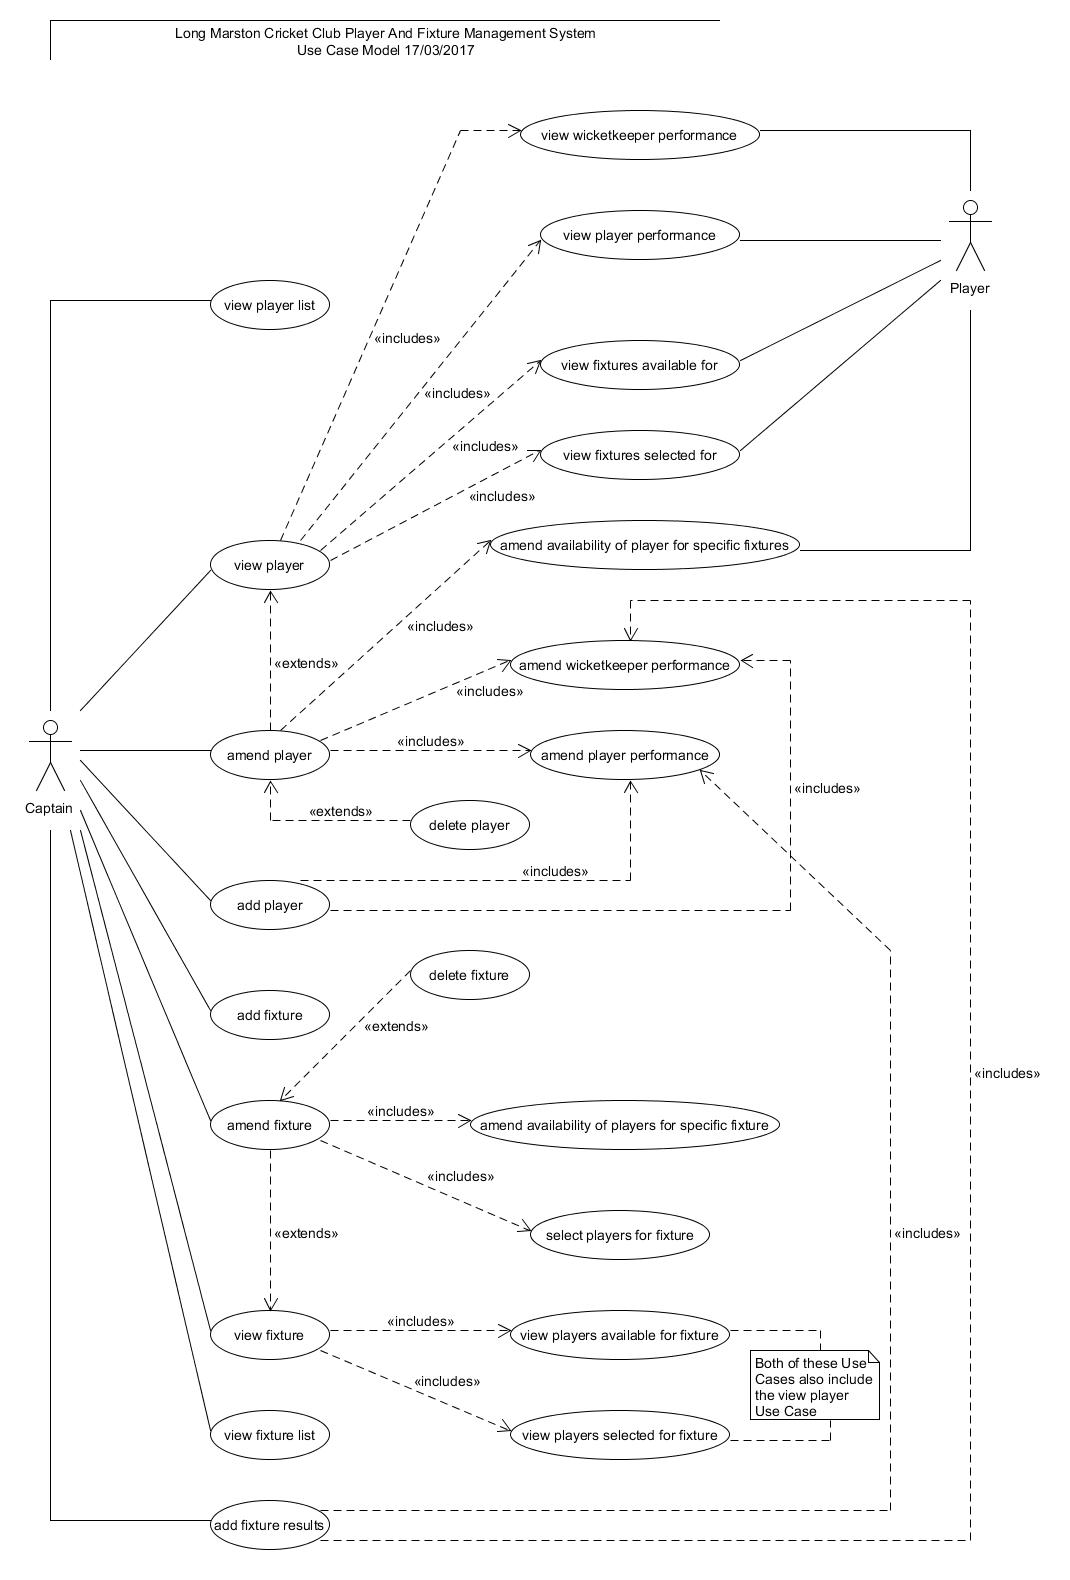 Long Marston Cricket Club Player And Fixture Management System
Use Case Model 17/03/2017
view wicketkeeper performance
view player performance
Player
view player list
«includes»
view fixtures available for
«includes»
«includes»
view fixtures selected for
«includes»
amend availability of player for specific fixtures
view player
«includes»
«extends»
amend wicketkeeper performance
«includes»
«includes»
amend player
amend player performance
«includes»
Captain
«extends»
delete player
«includes»
add player
delete fixture
add fixture
«extends»
«includes»
«includes»
amend fixture
amend availability of players for specific fixture
«includes»
«extends»
select players for fixture
«includes»
«includes»
view fixture
view players available for fixture
Both of these Use
Cases also include
the view player
Use Case
«includes»
view fixture list
view players selected for fixture
add fixture results